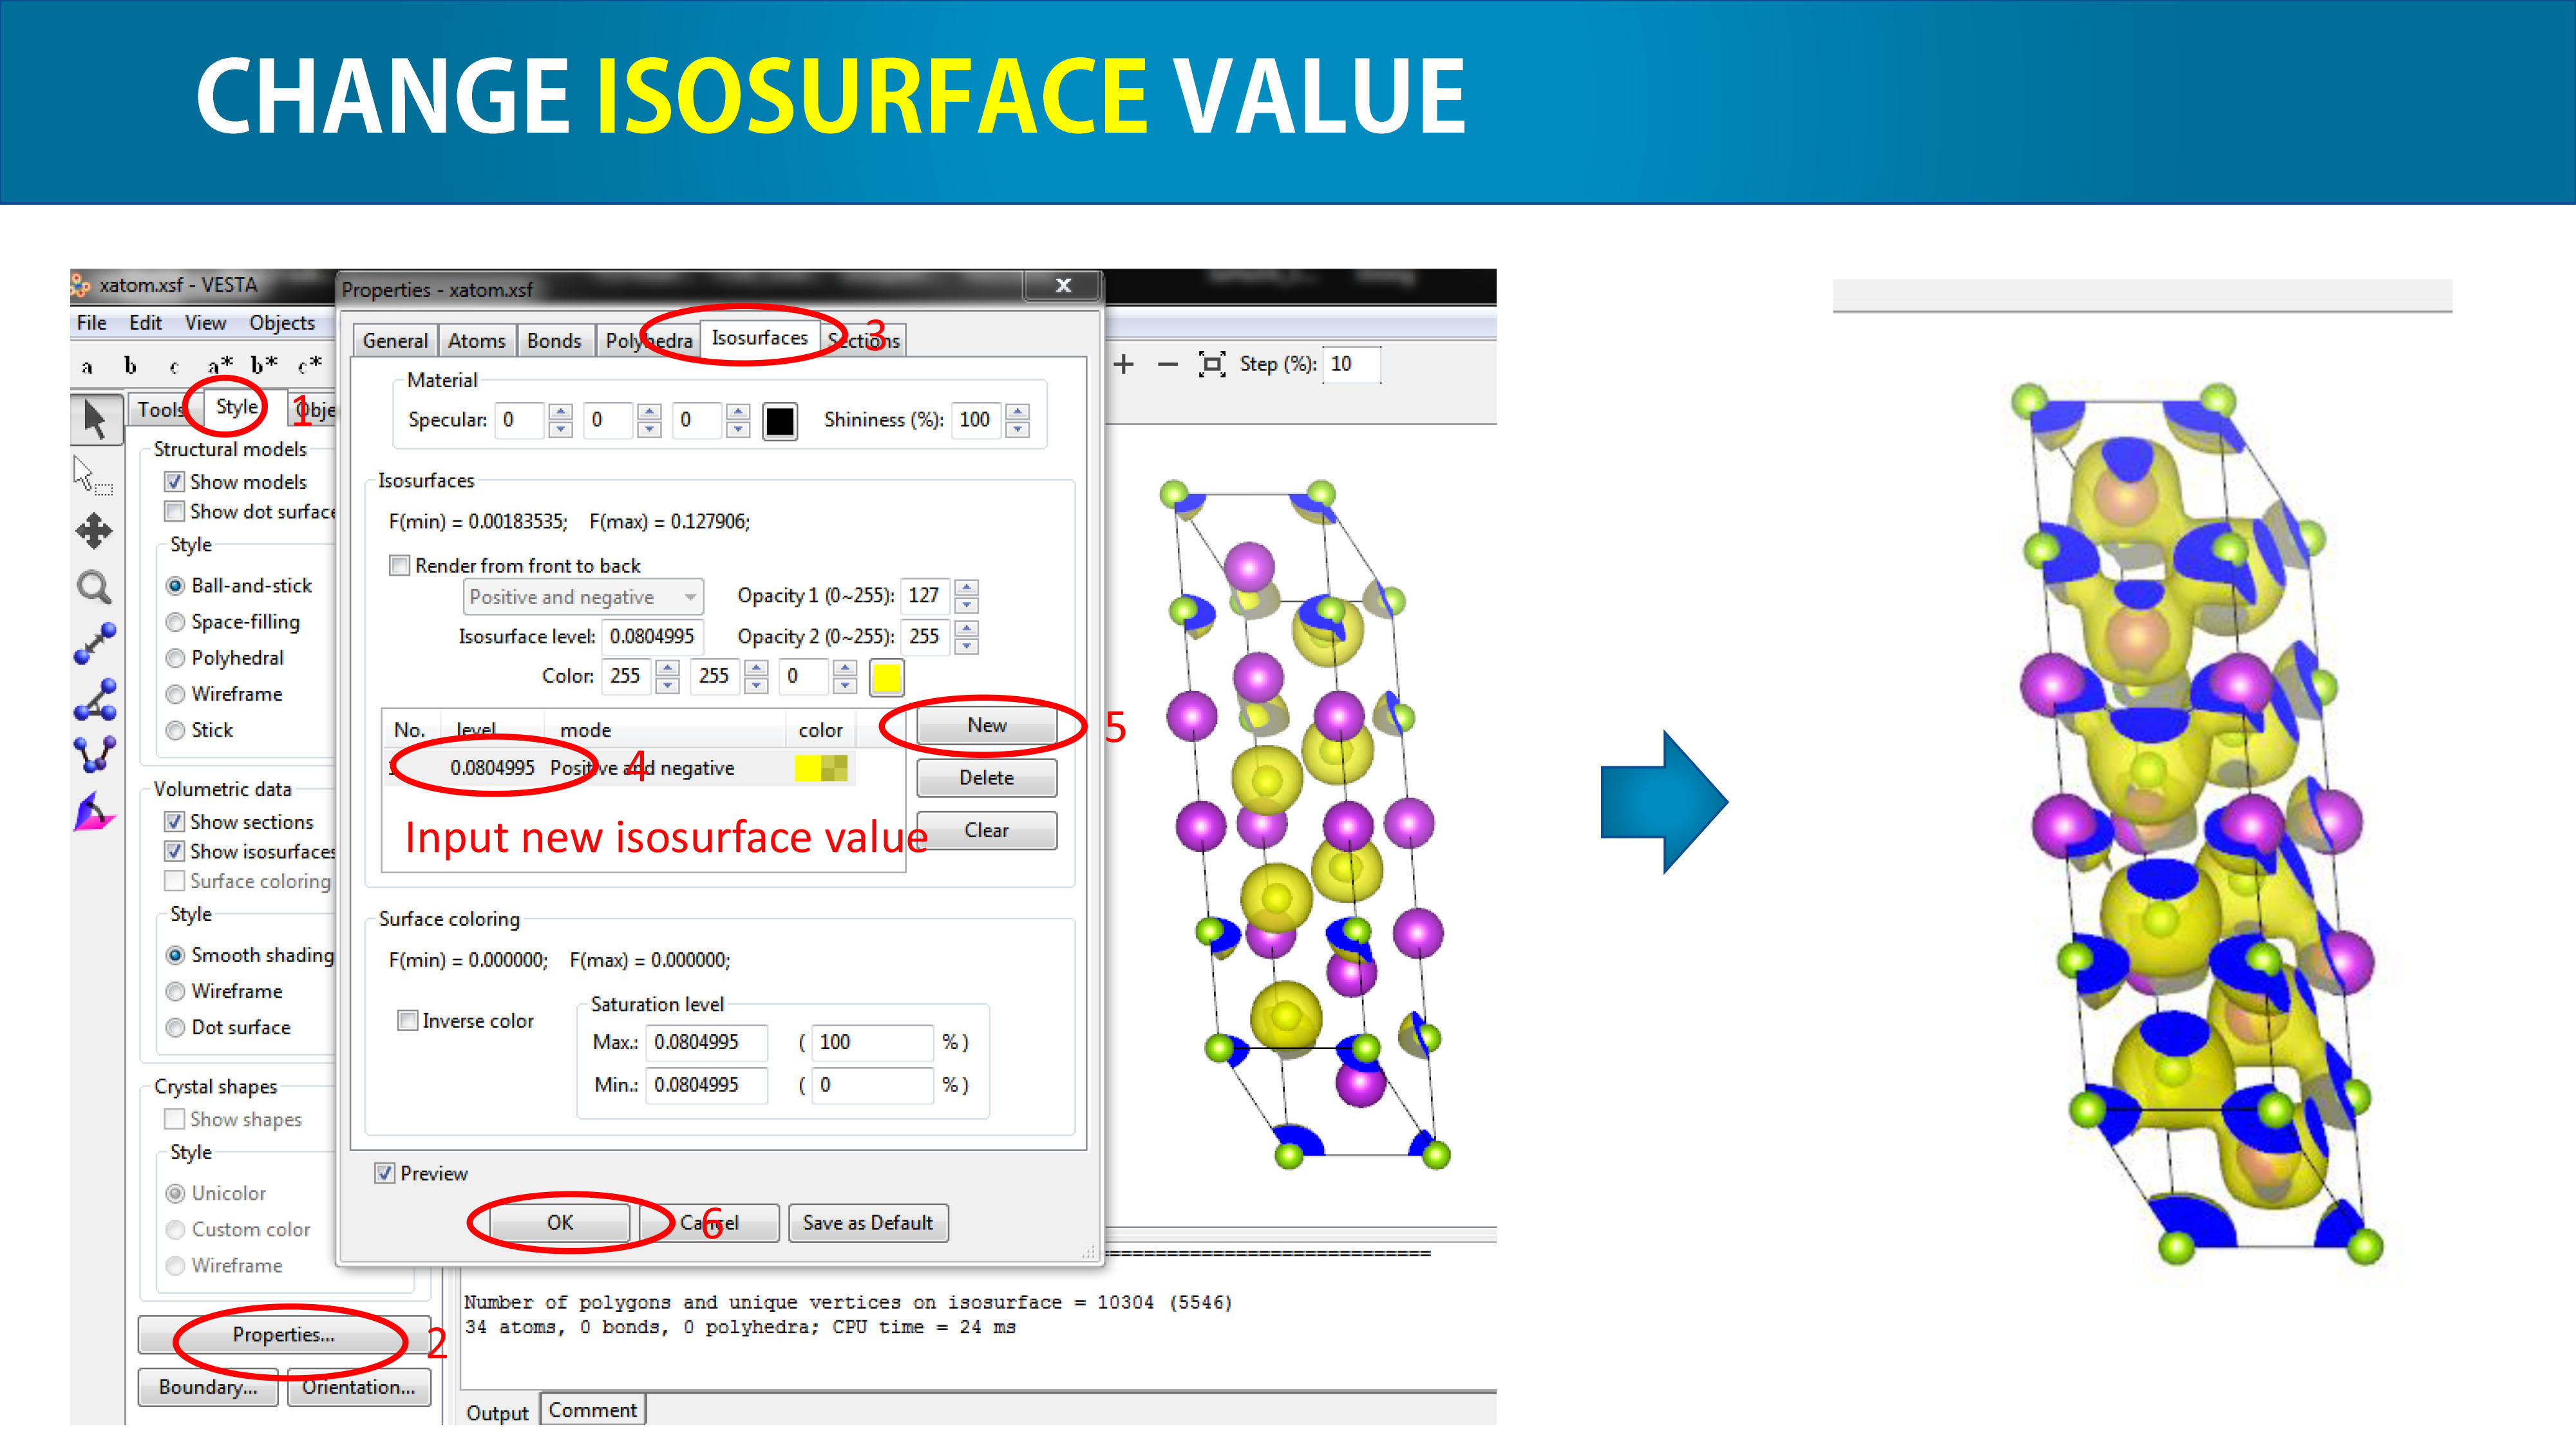 CHANGE ISOSURFACE VALUE
xatom.xsf - VESTA
File Edit View Objects
a b c a* b* c*
Tools Style Obje
1
Structural models
Show models
Show dot surface
Style
Ball-and-stick
Space-filling
Polyhedral
Wireframe
Stick
Volumetric data
Show sections
Show isosurfaces
Surface coloring
Style
Smooth shading
Wireframe
Dot surface
Crystal shapes
Show shapes
Style
Unicolor
Custom color
Wireframe
Properties...
2
Boundary... Orientation...
Properties - xatom.xsf
X
General Atoms Bonds Polyhedra Isosurfaces Sections
3
Material
Specular: 0 0 0 Shininess (%): 100
Isosurfaces
F(min) = 0.00183535; F(max) = 0.127906;
Render from front to back
Positive and negative Opacity 1 (0~255): 127
Isosurface level: 0.0804995 Opacity 2 (0~255): 255
Color: 255 255 0
No. level mode color
0.0804995 Positive and negative
4
New
5
Delete
Clear
Input new isosurface value
Surface coloring
F(min) = 0.000000; F(max) = 0.000000;
Inverse color
Saturation level
Max.: 0.0804995 ( 100 % )
Min.: 0.0804995 ( 0 % )
Preview
OK Cancel Save as Default
6
+ − Step (%): 10
==============================
Number of polygons and unique vertices on isosurface = 10304 (5546)
34 atoms, 0 bonds, 0 polyhedra; CPU time = 24 ms
Output Comment